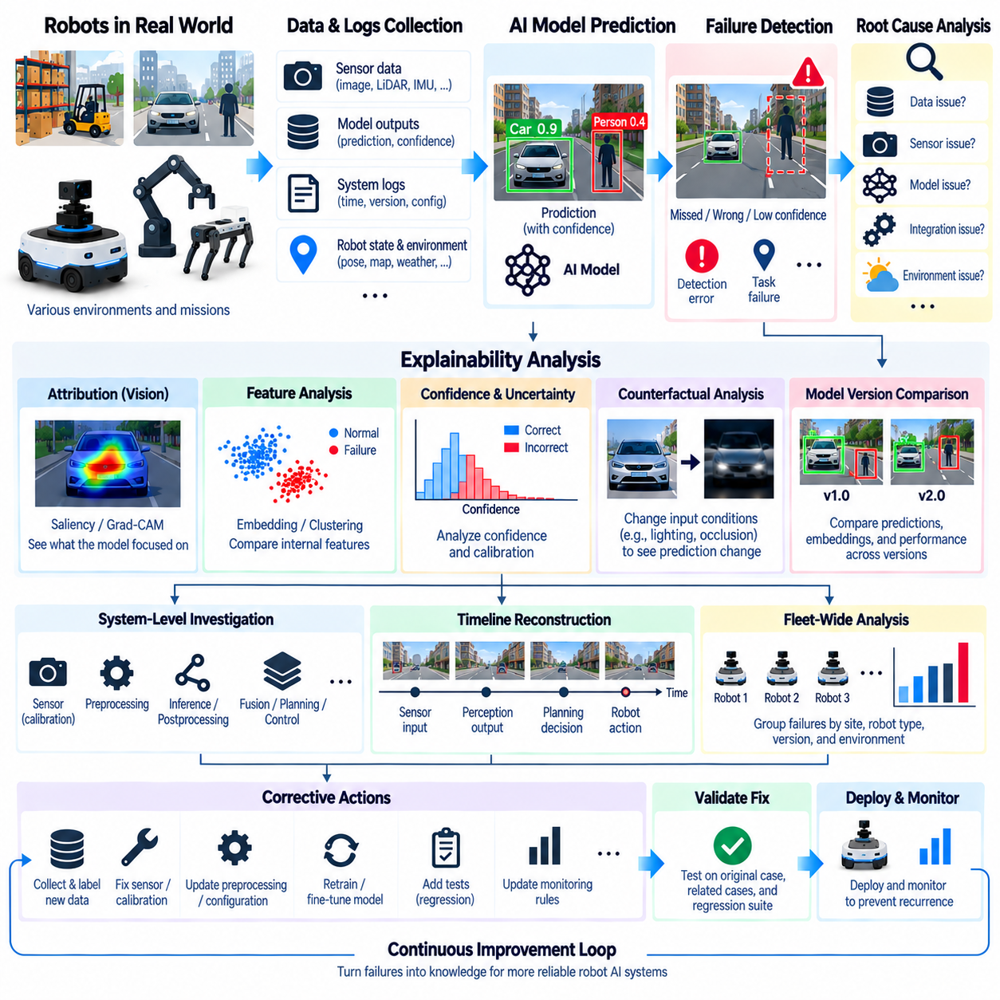 Robots in Real World
Various environments and missions
Data & Logs Collection
Sensor data
(image, LiDAR, IMU, ...)
Model outputs
(prediction, confidence)
System logs
(time, version, config)
Robot state & environment
(pose, map, weather, ...)
...
AI Model Prediction
Car 0.9
Person 0.4
Prediction
(with confidence)
AI Model
Failure Detection
Missed / Wrong / Low confidence
Detection
error
Task
failure
...
Root Cause Analysis
Data issue?
Sensor issue?
Model issue?
Integration issue?
Environment issue?
...
Explainability Analysis
Attribution (Vision)
Saliency / Grad-CAM
See what the model focused on
Feature Analysis
Normal
Failure
Embedding / Clustering
Compare internal features
Confidence & Uncertainty
Correct
Incorrect
Confidence
Analyze confidence
and calibration
Counterfactual Analysis
Change input conditions
(e.g., lighting, occlusion)
to see prediction change
Model Version Comparison
v1.0
v2.0
Compare predictions,
embeddings, and performance
across versions
System-Level Investigation
Sensor
(calibration)
Preprocessing
Inference /
Postprocessing
Fusion / Planning /
Control
...
Timeline Reconstruction
Time
Sensor
input
Perception
output
Planning
decision
Robot
action
Fleet-Wide Analysis
Robot 1
Robot 2
Robot 3
...
Group failures by site, robot type,
version, and environment
Corrective Actions
Collect & label
new data
Fix sensor /
calibration
Update preprocessing
/ configuration
Retrain /
fine-tune model
Add tests
(regression)
Update monitoring
rules
...
Validate Fix
Test on original case,
related cases, and
regression suite
Deploy & Monitor
Deploy and monitor
to prevent recurrence
Continuous Improvement Loop
Turn failures into knowledge for more reliable robot AI systems